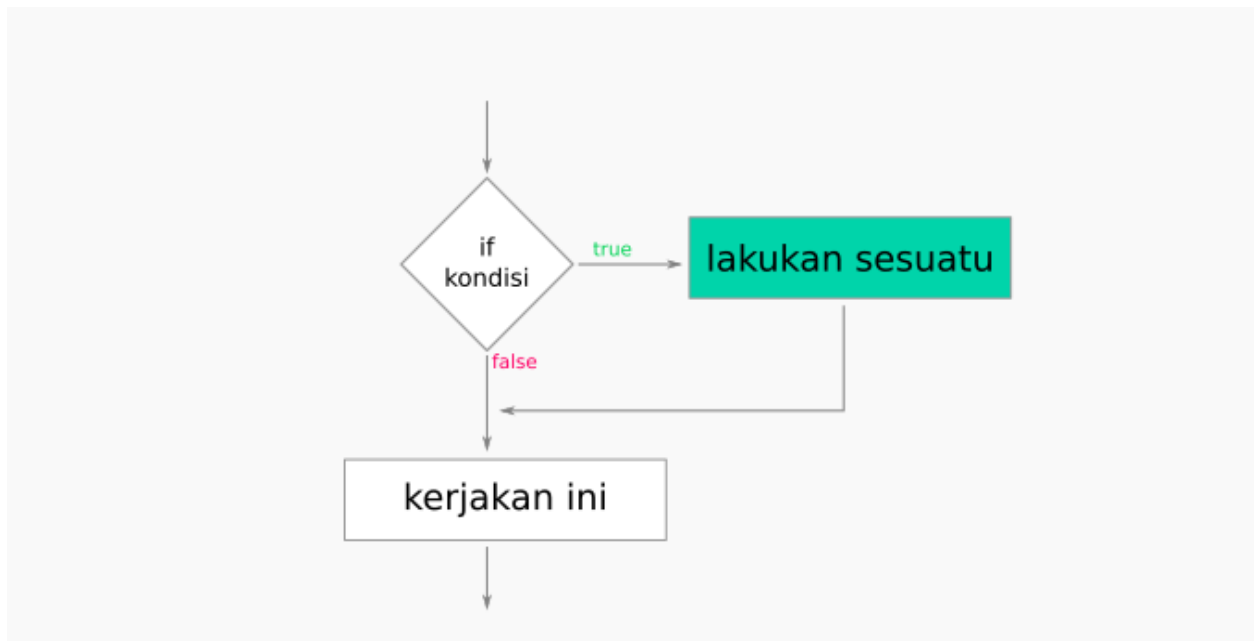 if
kondisi
true
lakukan sesuatu
false
kerjakan ini